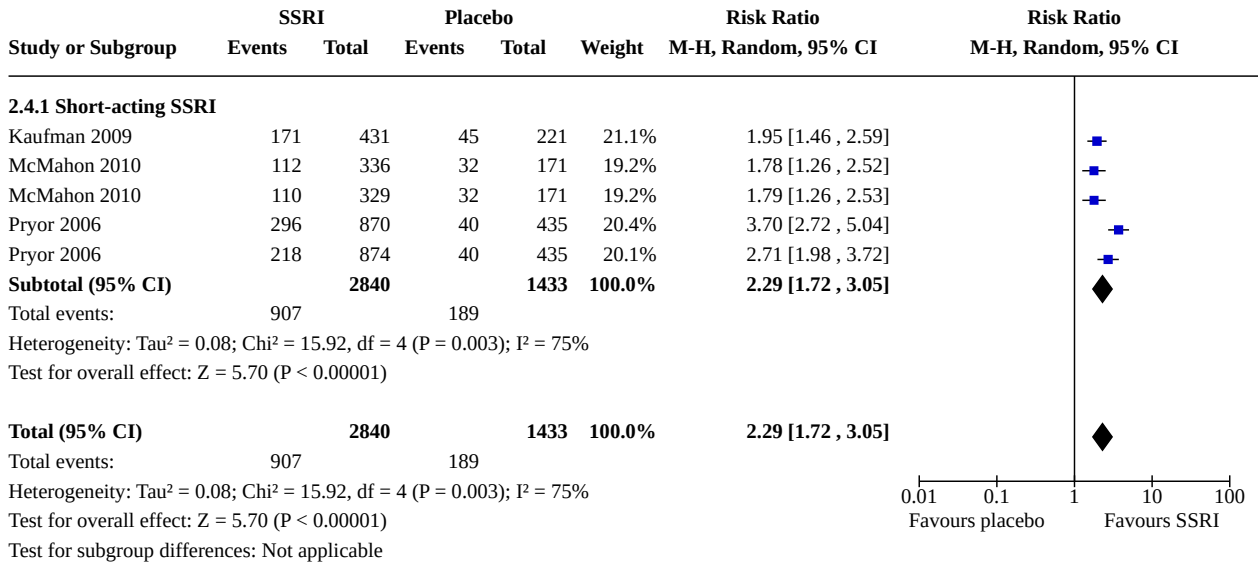 SSRI Placebo Risk Ratio Risk Ratio
Study or Subgroup Events Total Events Total Weight M-H, Random, 95% CI M-H, Random, 95% CI
2.4.1 Short-acting SSRI
Kaufman 2009 171 431 45 221 21.1% 1.95 [1.46 , 2.59]
McMahon 2010 112 336 32 171 19.2% 1.78 [1.26 , 2.52]
McMahon 2010 110 329 32 171 19.2% 1.79 [1.26 , 2.53]
Pryor 2006 296 870 40 435 20.4% 3.70 [2.72 , 5.04]
Pryor 2006 218 874 40 435 20.1% 2.71 [1.98 , 3.72]
Subtotal (95% CI) 2840 1433 100.0% 2.29 [1.72 , 3.05]
Total events: 907 189
Heterogeneity: Tau² = 0.08; Chi² = 15.92, df = 4 (P = 0.003); I² = 75%
Test for overall effect: Z = 5.70 (P < 0.00001)
Total (95% CI) 2840 1433 100.0% 2.29 [1.72 , 3.05]
Total events: 907 189
Heterogeneity: Tau² = 0.08; Chi² = 15.92, df = 4 (P = 0.003); I² = 75%
0.01 0.1 1 10 100
Test for overall effect: Z = 5.70 (P < 0.00001) Favours placebo Favours SSRI
Test for subgroup differences: Not applicable